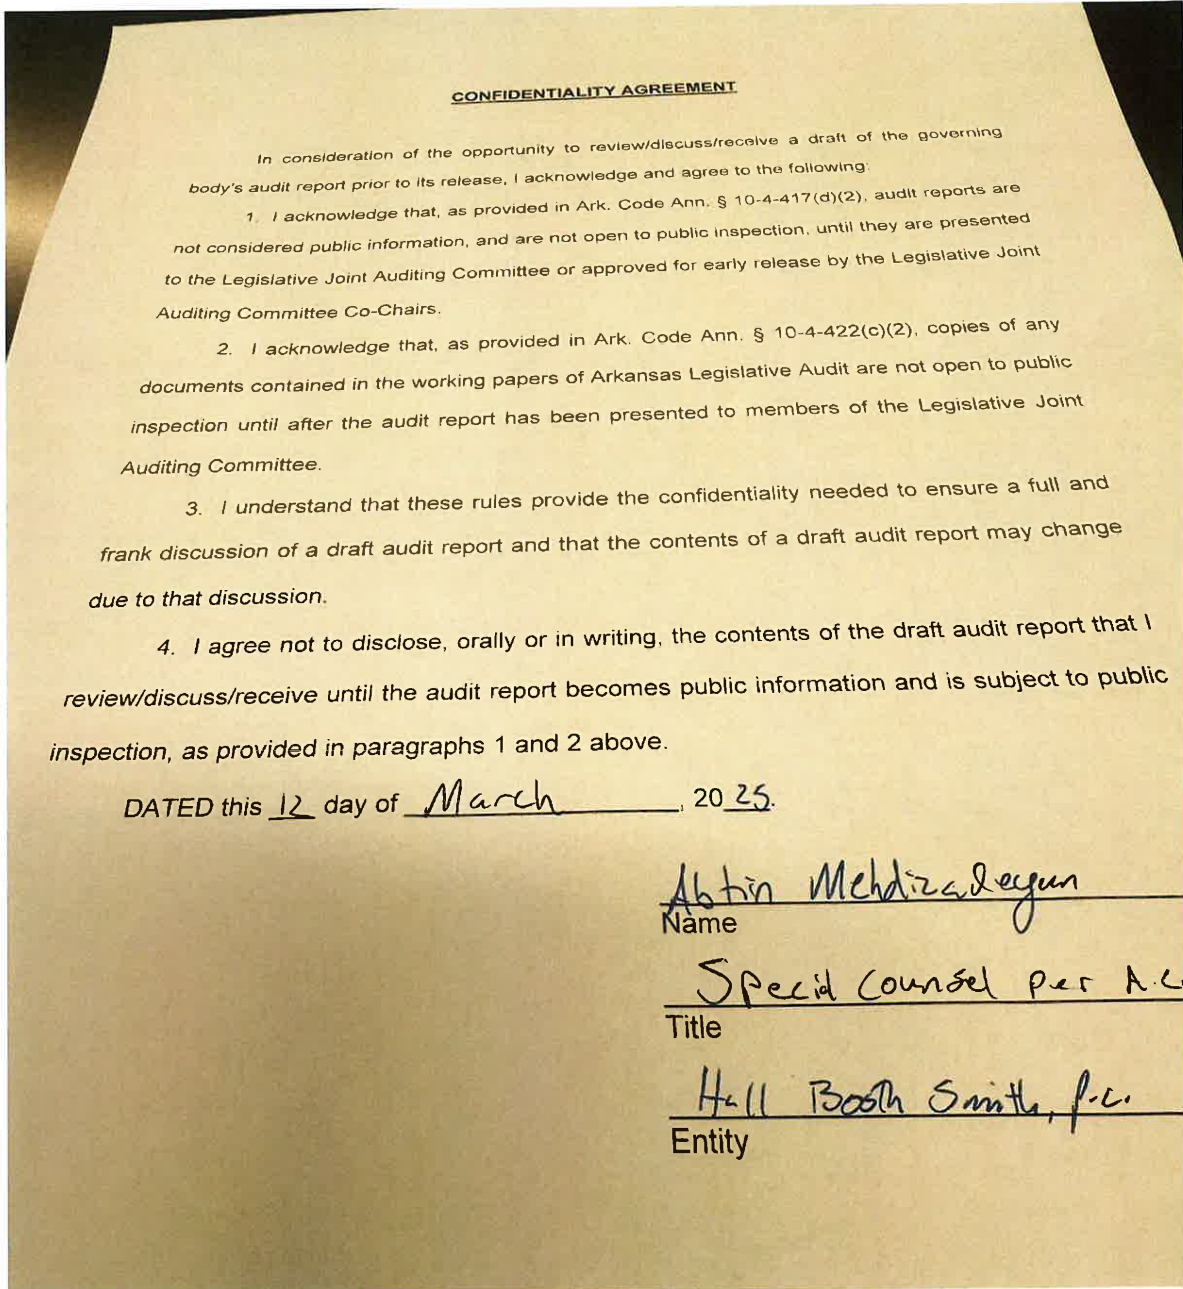 CONFIDENTIALITY AGREEMENT
In consideration of the opportunity to review/discuss/receive a draft of the governing
body's audit report prior to its release, I acknowledge and agree to the following:
1. I acknowledge that, as provided in Ark. Code Ann. § 10-4-417(d)(2), audit reports are
not considered public information, and are not open to public inspection, until they are presented
to the Legislative Joint Auditing Committee or approved for early release by the Legislative Joint
Auditing Committee Co-Chairs.
2. I acknowledge that, as provided in Ark. Code Ann. § 10-4-422(c)(2), copies of any
documents contained in the working papers of Arkansas Legislative Audit are not open to public
inspection until after the audit report has been presented to members of the Legislative Joint
Auditing Committee.
3. I understand that these rules provide the confidentiality needed to ensure a full and
frank discussion of a draft audit report and that the contents of a draft audit report may change
due to that discussion.
4. I agree not to disclose, orally or in writing, the contents of the draft audit report that I
review/discuss/receive until the audit report becomes public information and is subject to public
inspection, as provided in paragraphs 1 and 2 above.
DATED this 12 day of March, 20 25.
Abtin Mehdizadegan
Name
Special Counsel per A.C.
Title
Hall Booth Smith, P.C.
Entity